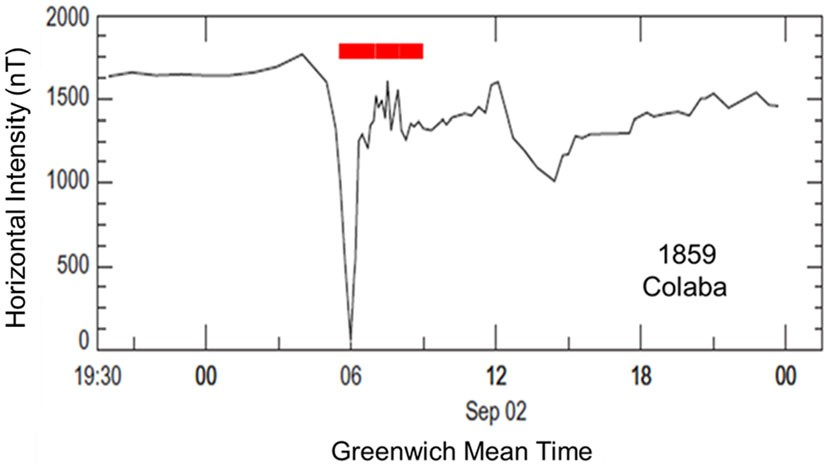 2000
1500
1000
500
0
Horizontal Intensity (nT)
1859
Colaba
19:30 00 06 12 18 00
Sep 02
Greenwich Mean Time